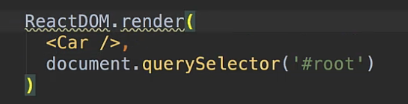 ReactDOM.render(
<Car />,
document.querySelector('#root')
)